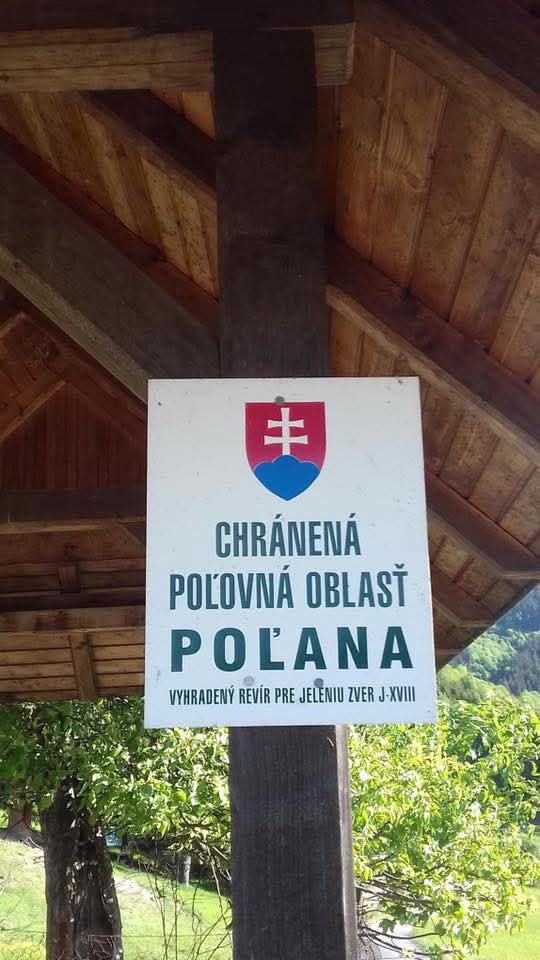 CHRÁNENÁ
POĽOVNÁ OBLASŤ
POĽANA
VYHRADENÝ REVÍR PRE JELENIU ZVER J-XVIII